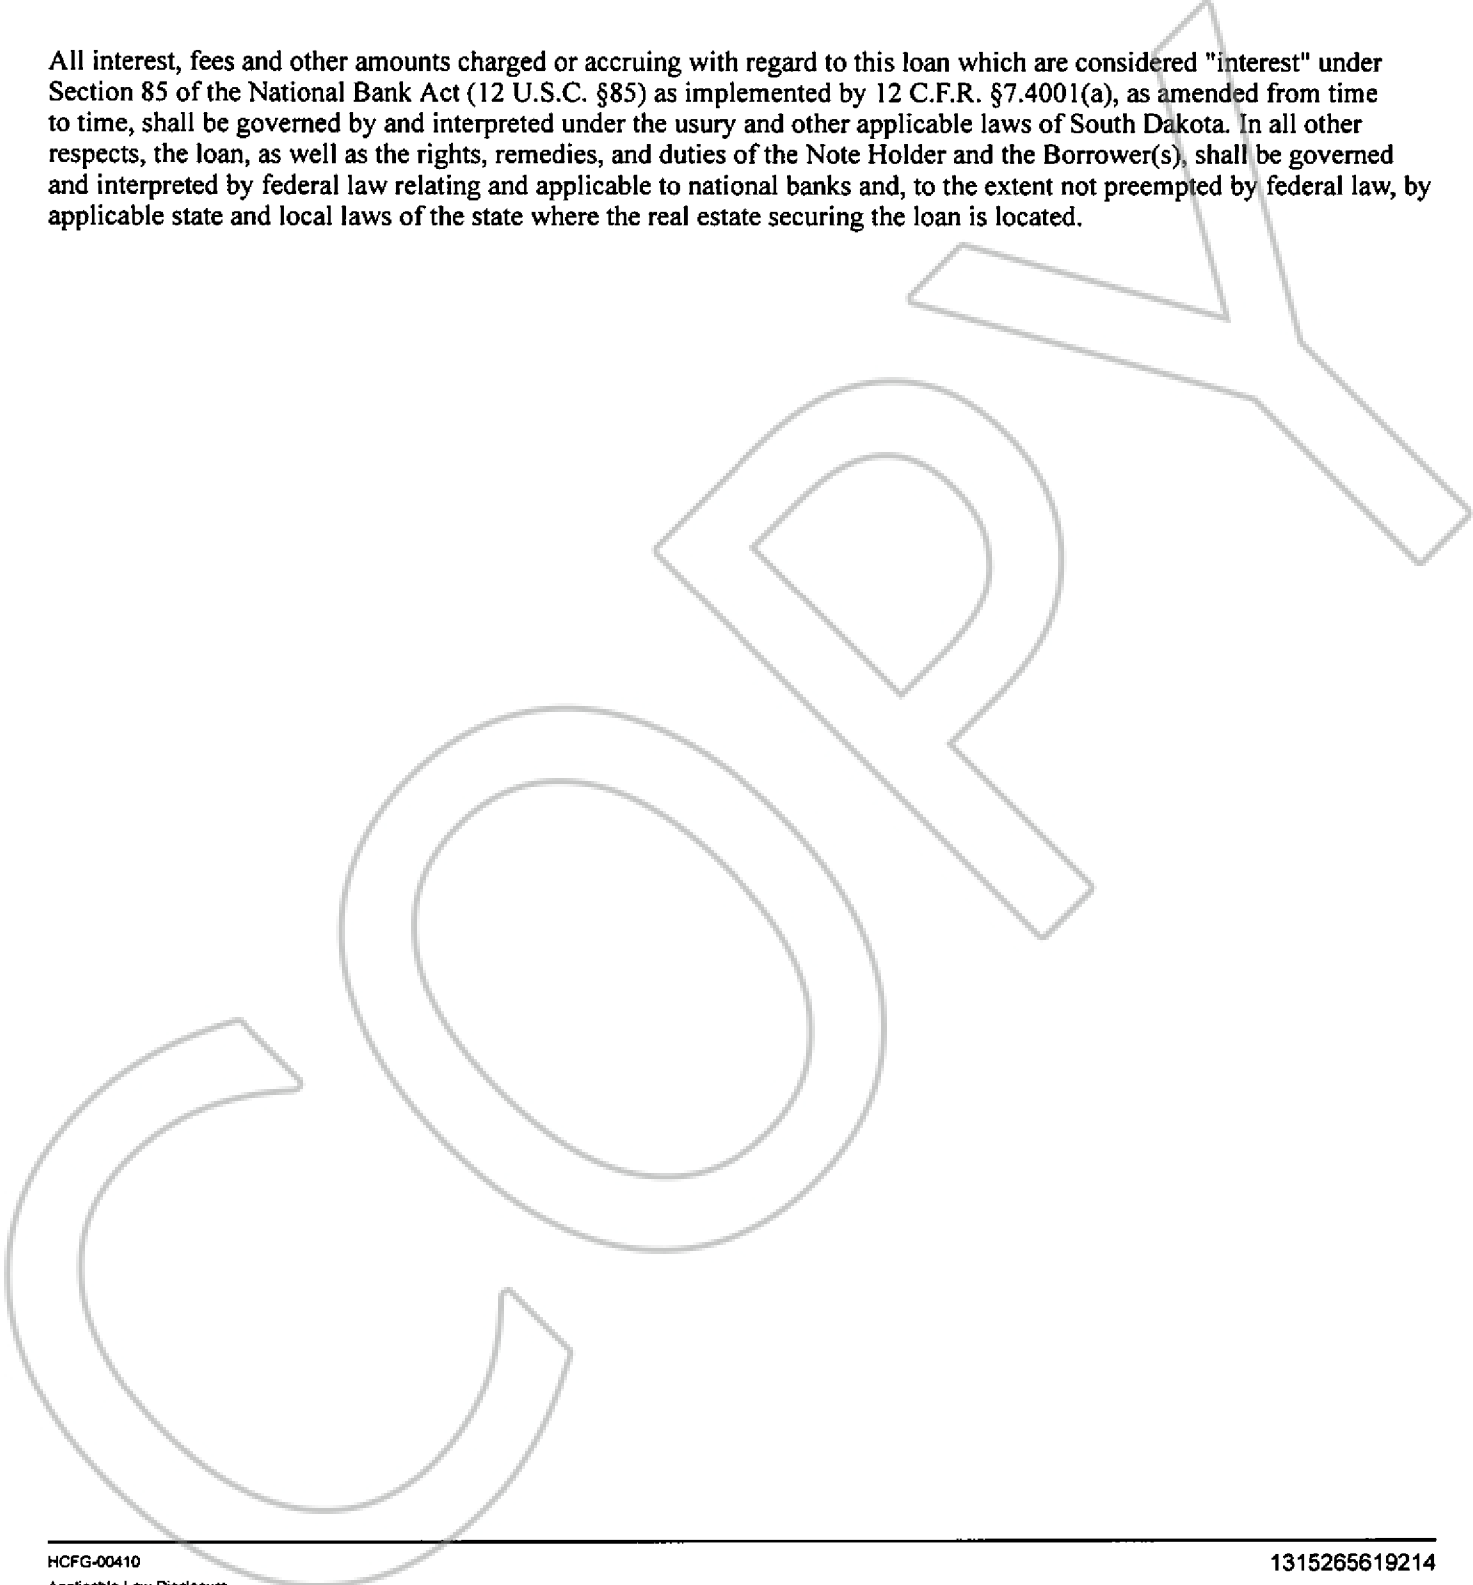 All interest, fees and other amounts charged or accruing with regard to this loan which are considered "interest" under
Section 85 of the National Bank Act (12 U.S.C. §85) as implemented by 12 C.F.R. §7.4001(a), as amended from time
to time, shall be governed by and interpreted under the usury and other applicable laws of South Dakota. In all other
respects, the loan, as well as the rights, remedies, and duties of the Note Holder and the Borrower(s), shall be governed
and interpreted by federal law relating and applicable to national banks and, to the extent not preempted by federal law, by
applicable state and local laws of the state where the real estate securing the loan is located.
COPY
HCFG-00410
1315265619214
Applicable Law Disclosure